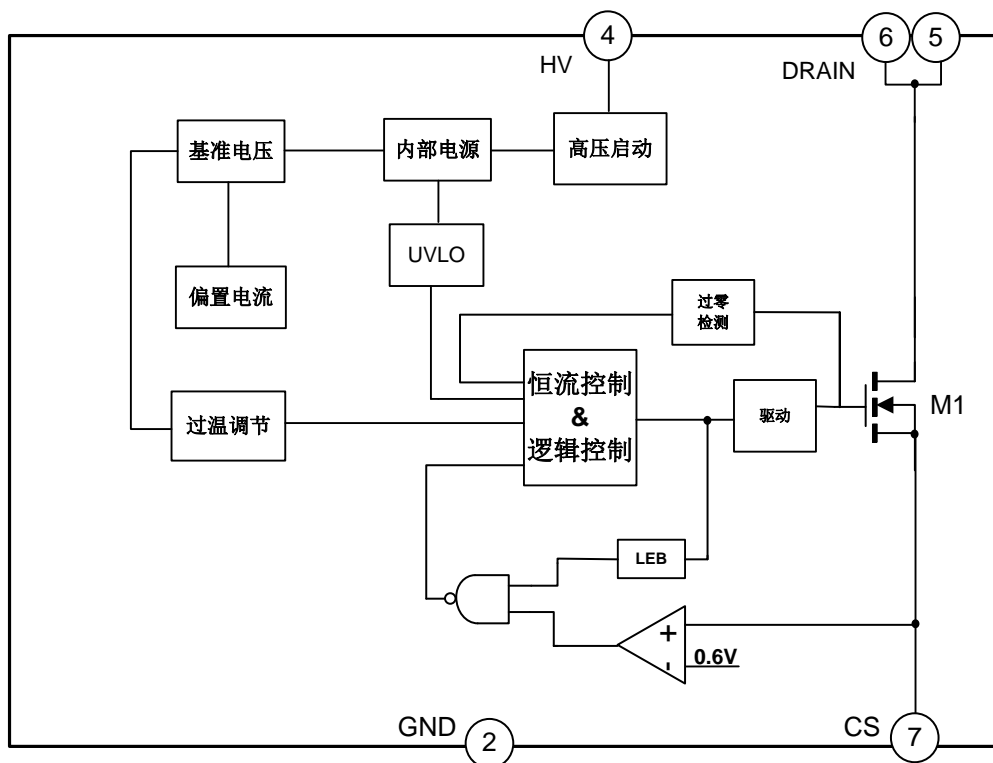 4
6
5
HV
DRAIN
基准电压
内部电源
高压启动
UVLO
偏置电流
过零
检测
恒流控制
&
逻辑控制
过温调节
驱动
M1
LEB
+
-
0.6V
GND
2
CS
7